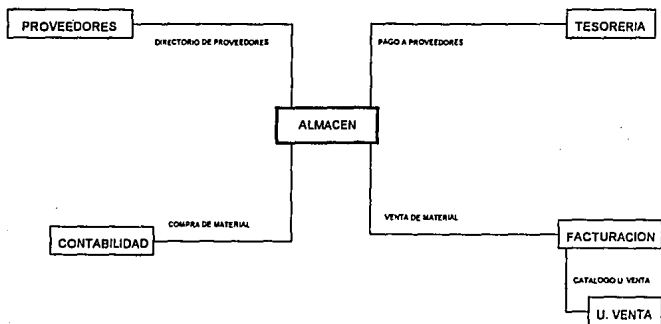 PROVEEDORES
TESORERIA
DIRECTORIO DE PROVEEDORES
PAGO A PROVEEDORES
ALMACEN
COMPRA DE MATERIAL
VENTA DE MATERIAL
CONTABILIDAD
FACTURACION
CATALOGO U VENTA
U. VENTA